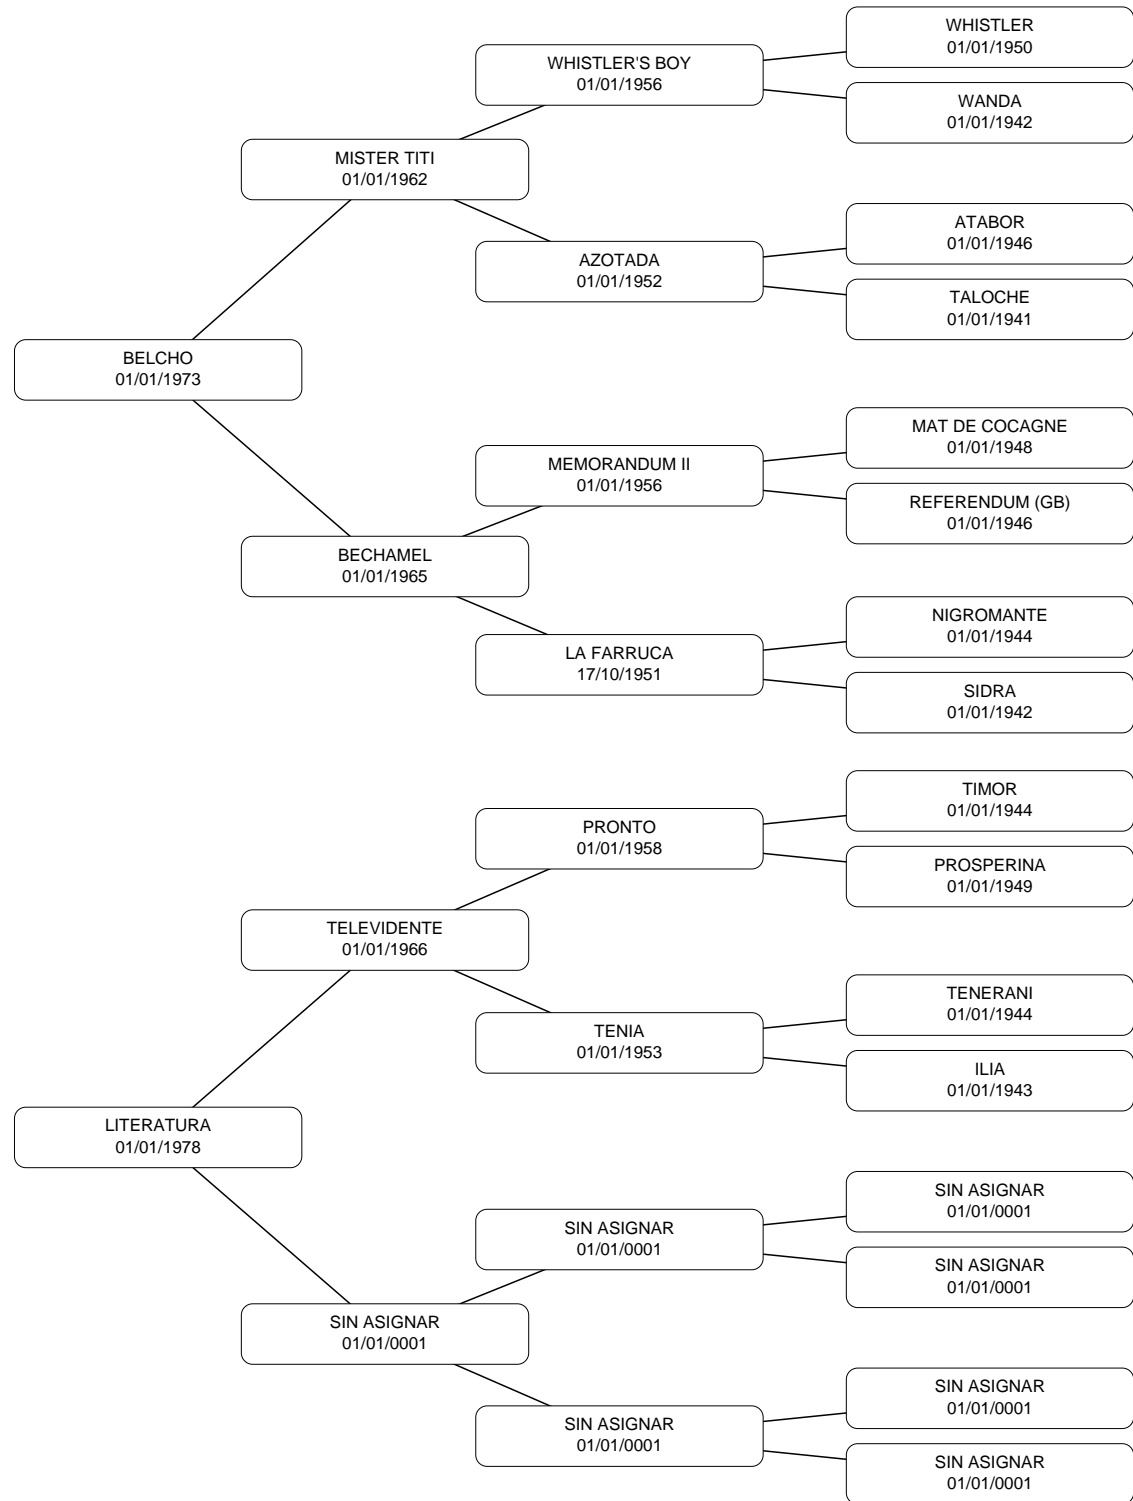 WHISTLER
01/01/1950
WHISTLER'S BOY
01/01/1956
WANDA
01/01/1942
MISTER TITI
01/01/1962
ATABOR
01/01/1946
AZOTADA
01/01/1952
TALOCHE
01/01/1941
BELCHO
01/01/1973
MAT DE COCAGNE
01/01/1948
MEMORANDUM II
01/01/1956
REFERENDUM (GB)
01/01/1946
BECHAMEL
01/01/1965
NIGROMANTE
01/01/1944
LA FARRUCA
17/10/1951
SIDRA
01/01/1942
TIMOR
01/01/1944
PRONTO
01/01/1958
PROSPERINA
01/01/1949
TELEVIDENTE
01/01/1966
TENERANI
01/01/1944
TENIA
01/01/1953
ILIA
01/01/1943
LITERATURA
01/01/1978
SIN ASIGNAR
01/01/0001
SIN ASIGNAR
01/01/0001
SIN ASIGNAR
01/01/0001
SIN ASIGNAR
01/01/0001
SIN ASIGNAR
01/01/0001
SIN ASIGNAR
01/01/0001
SIN ASIGNAR
01/01/0001